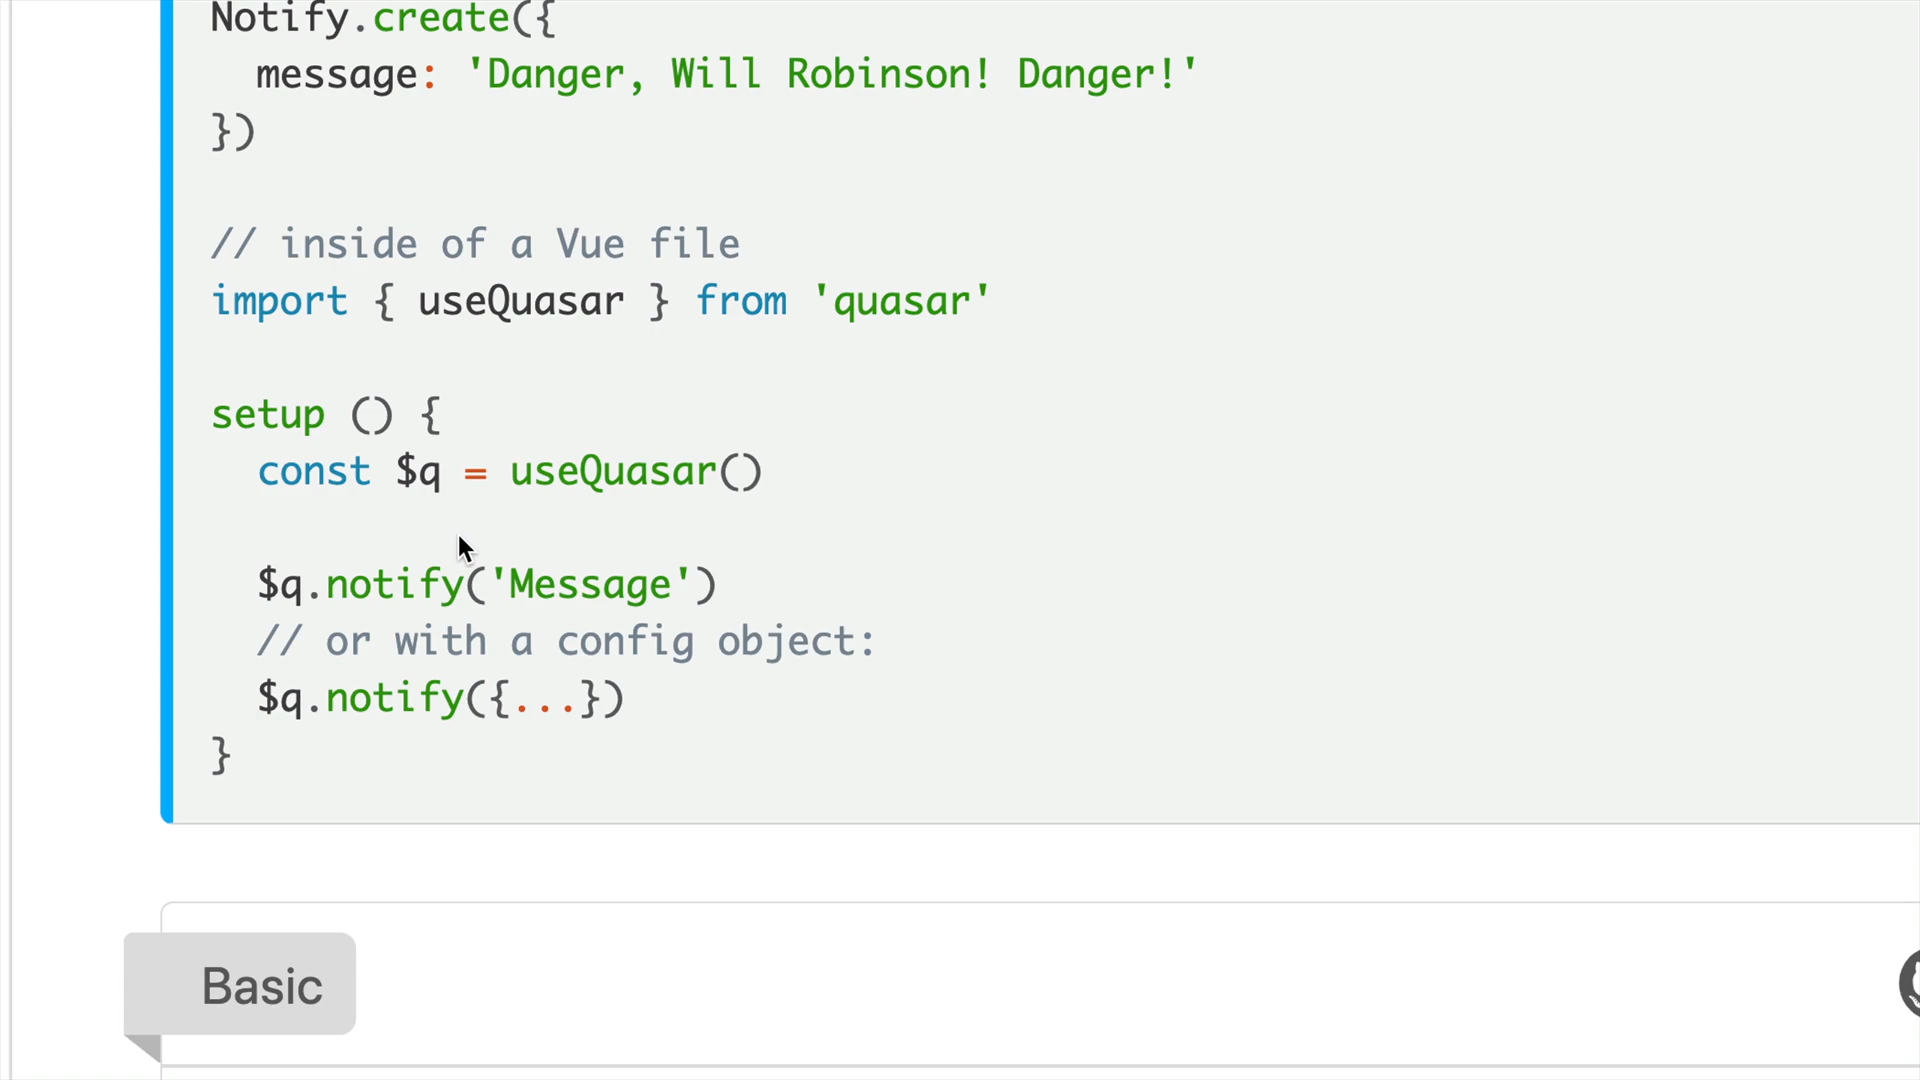 Notify.create({
  message: 'Danger, Will Robinson! Danger!'
})
// inside of a Vue file
import { useQuasar } from 'quasar'
setup () {
  const $q = useQuasar()
  $q.notify('Message')
  // or with a config object:
  $q.notify({...})
}
Basic